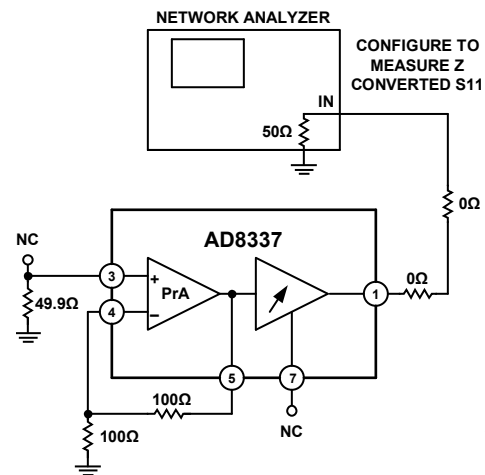 NETWORK ANALYZER
CONFIGURE TO
MEASURE Z
CONVERTED S11
IN
50Ω
0Ω
0Ω
NC
AD8337
3
+
PrA
4
−
1
49.9Ω
5
7
100Ω
100Ω
NC